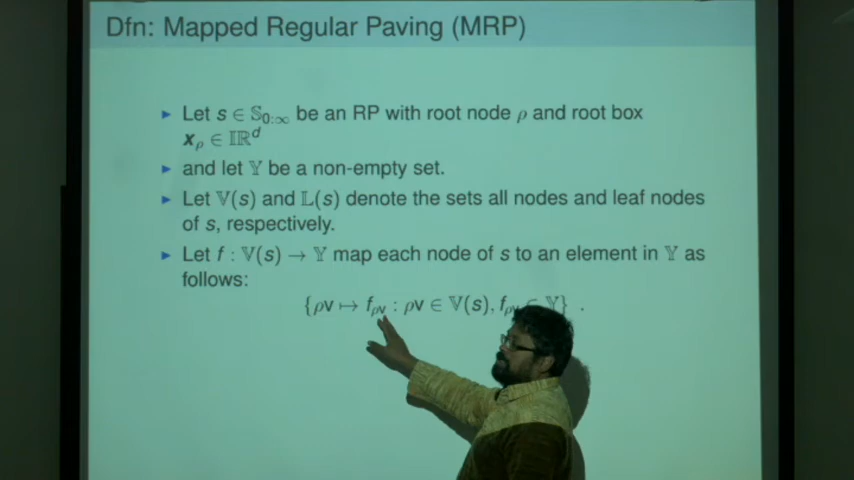 Dfn: Mapped Regular Paving (MRP)
▸ Let s ∈ 𝕊₀:∞ be an RP with root node ρ and root box
xρ ∈ 𝕀ℝᵈ
▸ and let 𝕐 be a non-empty set.
▸ Let 𝕍(s) and 𝕃(s) denote the sets all nodes and leaf nodes
of s, respectively.
▸ Let f : 𝕍(s) → 𝕐 map each node of s to an element in 𝕐 as
follows:
{ρv ↦ fρv : ρv ∈ 𝕍(s), fρv ∈ 𝕐} .